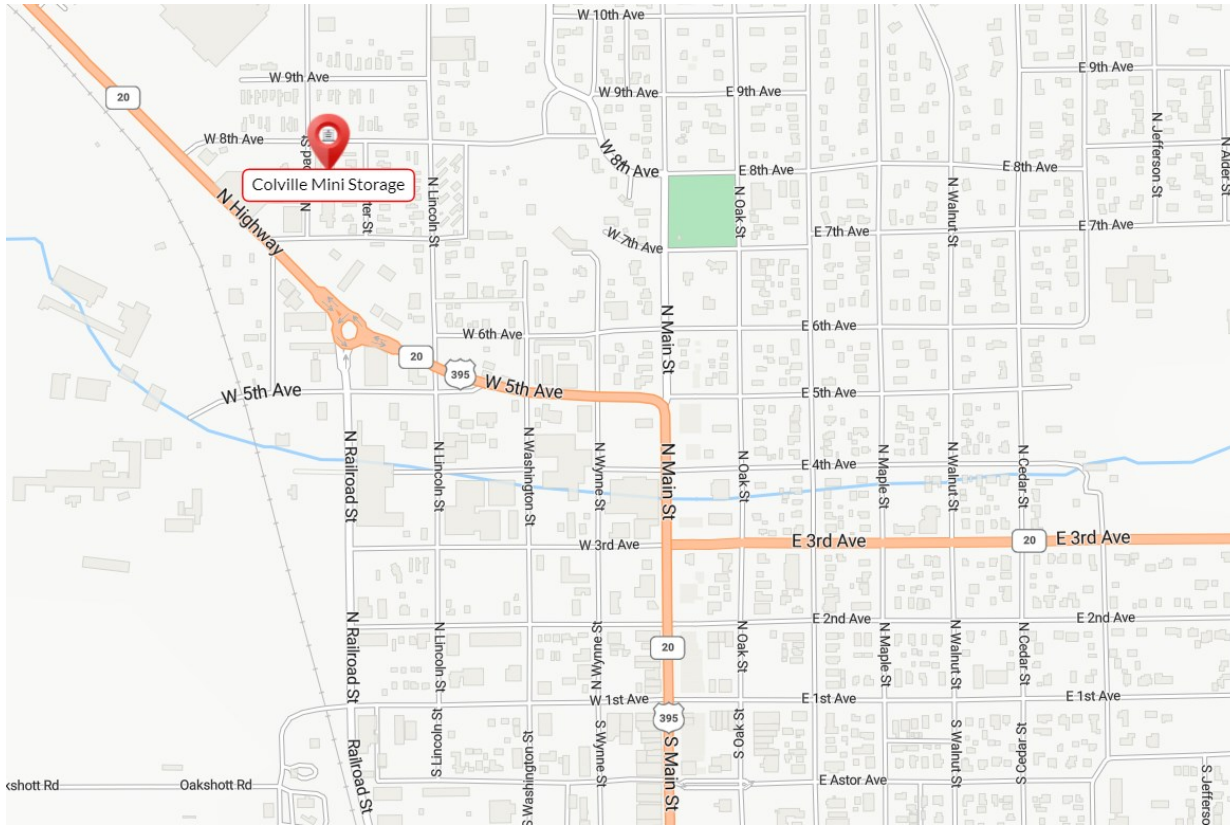 W 10th Ave
W 9th Ave
E 9th Ave
20
W 9th Ave
E 9th Ave
N Jefferson St
N Alder St
W 8th Ave
W 8th Ave
E 8th Ave
E 8th Ave
Colville Mini Storage
N Lincoln St
N Oak St
N Walnut St
N Highway
W 7th Ave
E 7th Ave
E 7th Ave
N Main St
W 6th Ave
E 6th Ave
20
395
W 5th Ave
W 5th Ave
E 5th Ave
N Railroad St
N Lincoln St
N Washington St
N Wynne St
N Main St
N Oak St
E 4th Ave
N Maple St
N Walnut St
N Cedar St
W 3rd Ave
E 3rd Ave
20
E 3rd Ave
N Railroad St
N Lincoln St
N Wynne St
20
N Oak St
E 2nd Ave
N Maple St
N Walnut St
N Cedar St
E 2nd Ave
W 1st Ave
E 1st Ave
E 1st Ave
395
Railroad St
S Lincoln St
S Washington St
S Wynne St
S Main St
S Oak St
S Walnut St
S Cedar St
Oakshott Rd
E Astor Ave